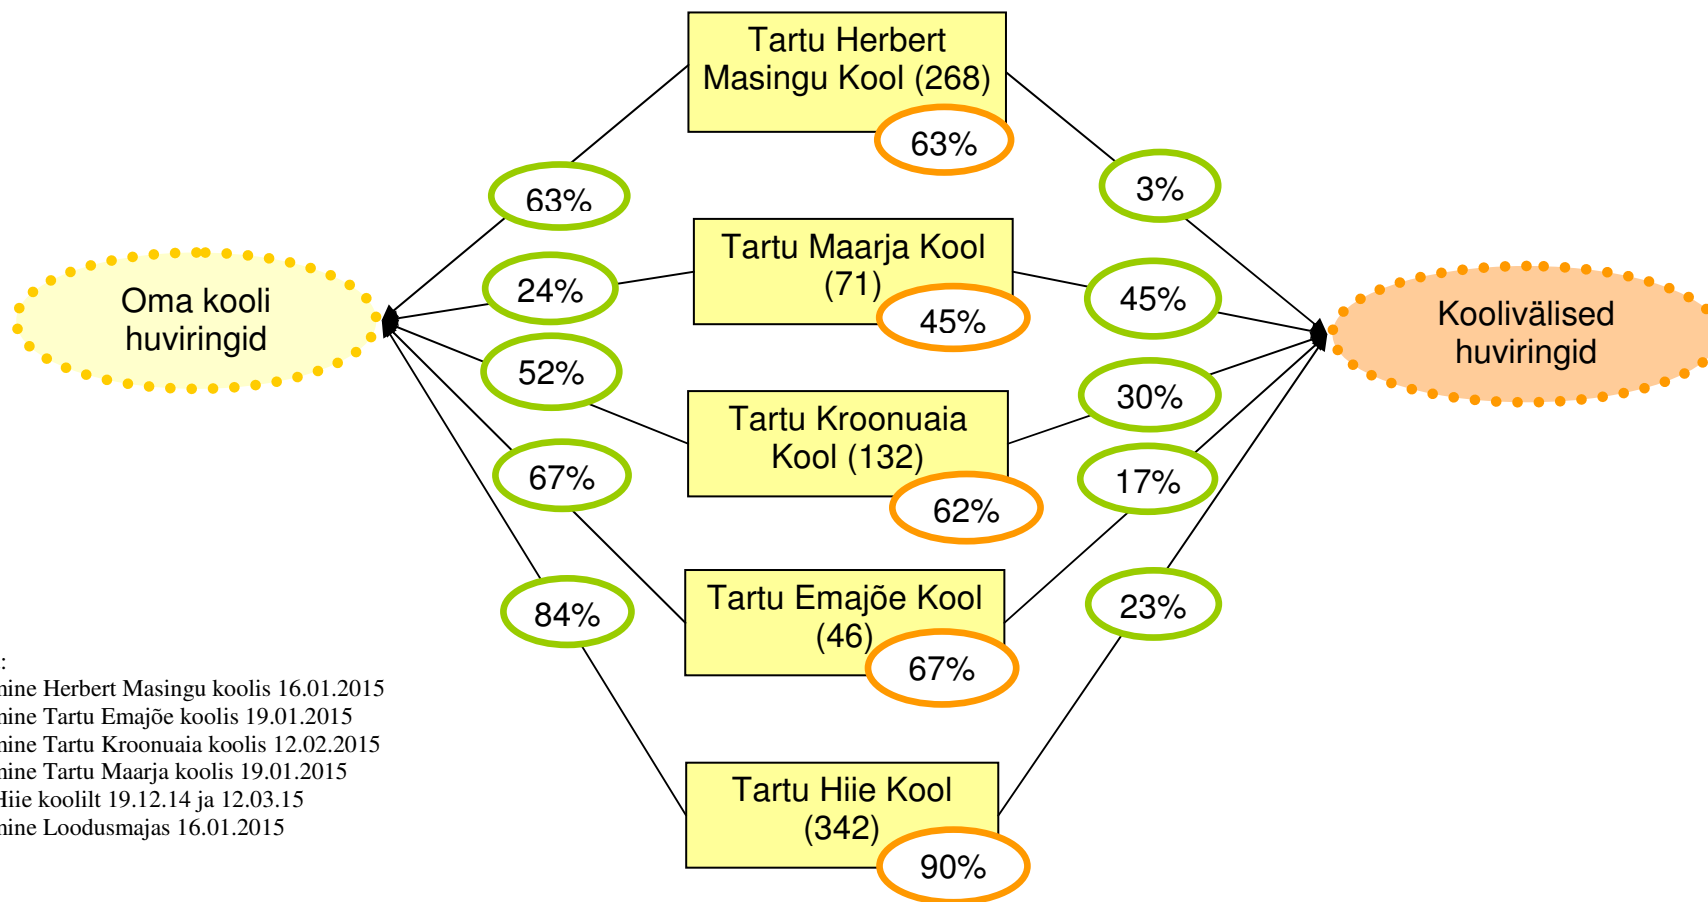 Tartu Herbert
Masingu Kool (268)
63%
63%
3%
Tartu Maarja Kool
(71)
45%
24%
45%
Oma kooli
huviringid
Koolivälised
huviringid
52%
30%
Tartu Kroonuaia
Kool (132)
62%
67%
17%
Tartu Emajõe Kool
(46)
67%
84%
23%
:
Herbert Masingu koolis 16.01.2015
Tartu Emajõe koolis 19.01.2015
Tartu Kroonuaia koolis 12.02.2015
Tartu Maarja koolis 19.01.2015
Hiie koolilt 19.12.14 ja 12.03.15
Loodusmajas 16.01.2015
Tartu Hiie Kool
(342)
90%